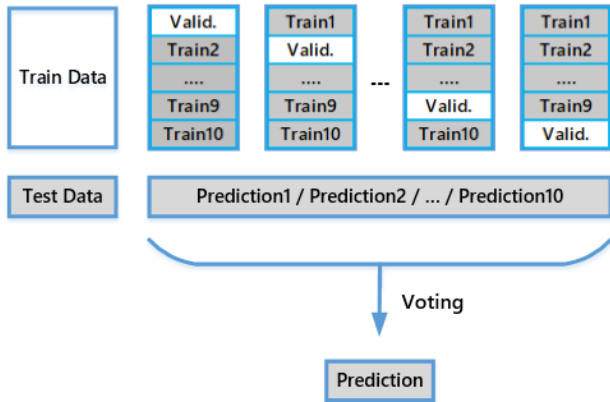 Train Data
Valid.
Train2
....
Train9
Train10
Train1
Valid.
....
Train9
Train10
---
Train1
Train2
....
Valid.
Train10
Train1
Train2
....
Train9
Valid.
Test Data
Prediction1 / Prediction2 / ... / Prediction10
Voting
Prediction